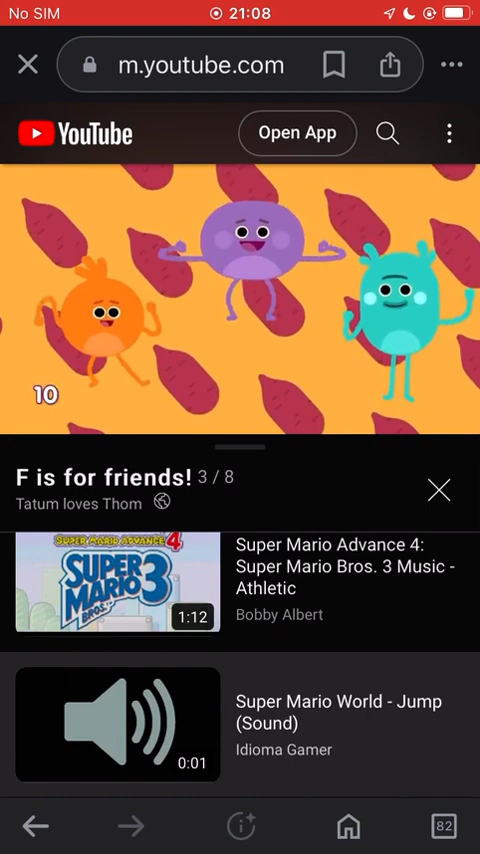 No SIM
21:08
m.youtube.com
YouTube
Open App
10
F is for friends!
3 / 8
Tatum loves Thom
SUPER MARIO ADVANCE 4
SUPER
MARIO 3
BROS.
1:12
Super Mario Advance 4:
Super Mario Bros. 3 Music -
Athletic
Bobby Albert
0:01
Super Mario World - Jump
(Sound)
Idioma Gamer
82